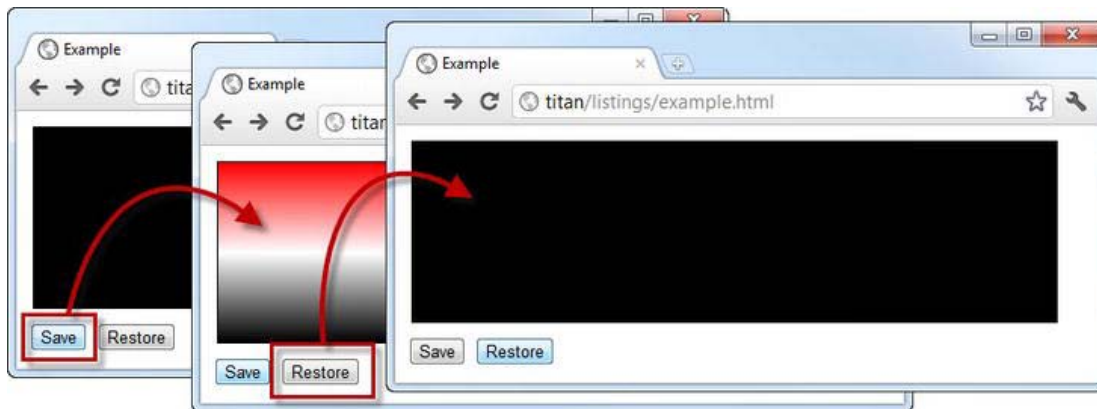 Example
tita
Save Restore
Example
titan
Save Restore
Example
titan/listings/example.html
Save Restore